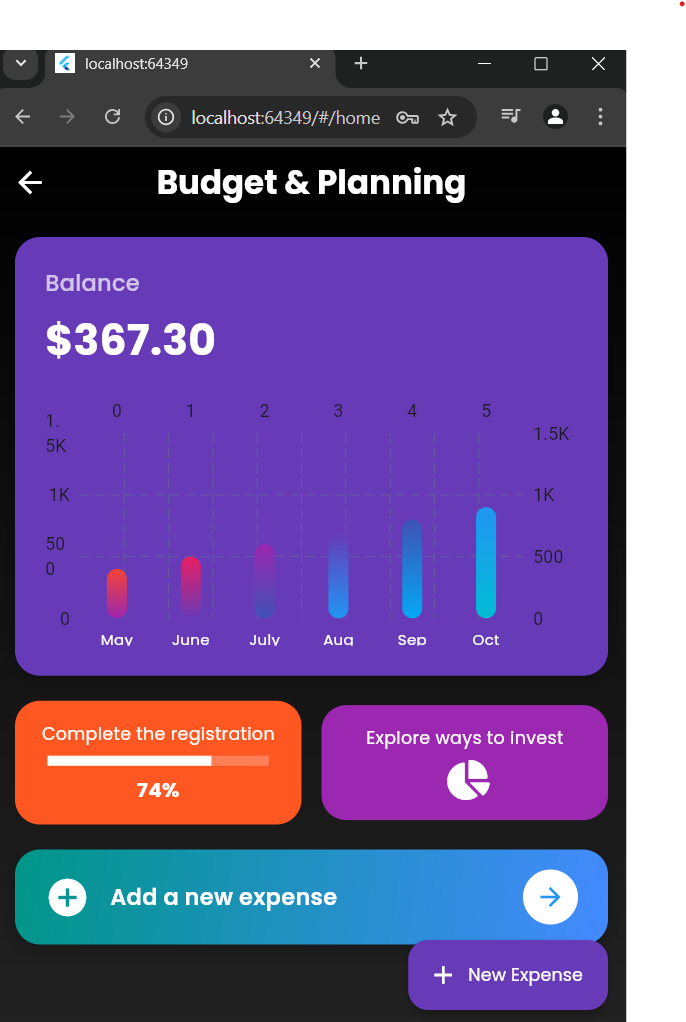 localhost:64349
localhost:64349/#/home
Budget & Planning
Balance
$367.30
0 1 2 3 4 5
1.
5K
1.5K
1K
1K
50
0
500
0
0
May June July Aug Sep Oct
Complete the registration
74%
Explore ways to invest
Add a new expense
New Expense